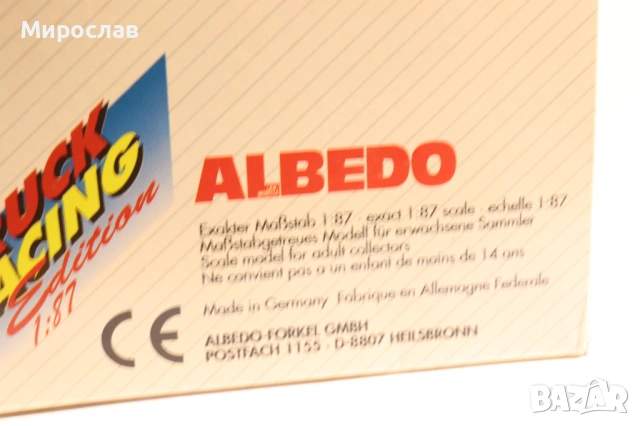 Мирослав
TRUCK
RACING
Edition
1:87
ALBEDO
Exakter Maßstab 1:87 · exact 1:87 scale · echelle 1:87
Maßstabgetreues Modell für erwachsene Sammler
Scale model for adult collectors
Ne convient pas a un enfant de moins de 14 ans
Made in Germany Fabrique en Allemagne Federale
CE
ALBEDO-FORKEL GMBH
POSTFACH 1155 · D-8807 HEILSBRONN
BAZAR